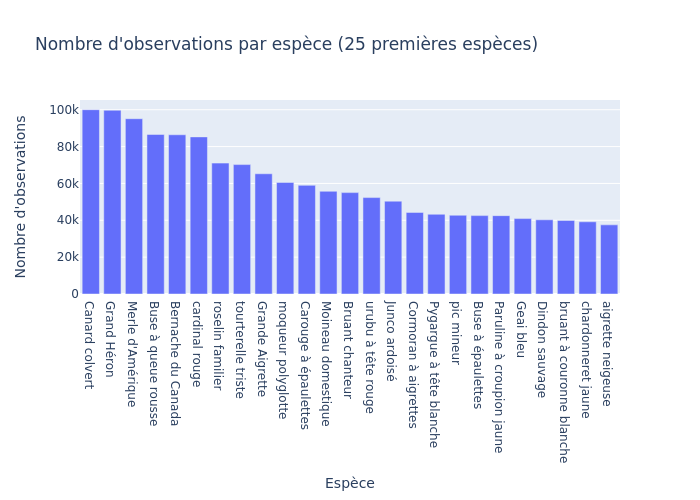 Nombre d'observations par espèce (25 premières espèces)
Nombre d'observations
100k
80k
60k
40k
20k
0
Canard colvert
Grand Héron
Merle d'Amérique
Buse à queue rousse
Bernache du Canada
cardinal rouge
roselin familier
tourterelle triste
Grande Aigrette
moqueur polyglotte
Carouge à épaulettes
Moineau domestique
Bruant chanteur
urubu à tête rouge
Junco ardoisé
Cormoran à aigrettes
Pygargue à tête blanche
pic mineur
Buse à épaulettes
Paruline à croupion jaune
Geai bleu
Dindon sauvage
bruant à couronne blanche
chardonneret jaune
aigrette neigeuse
Espèce